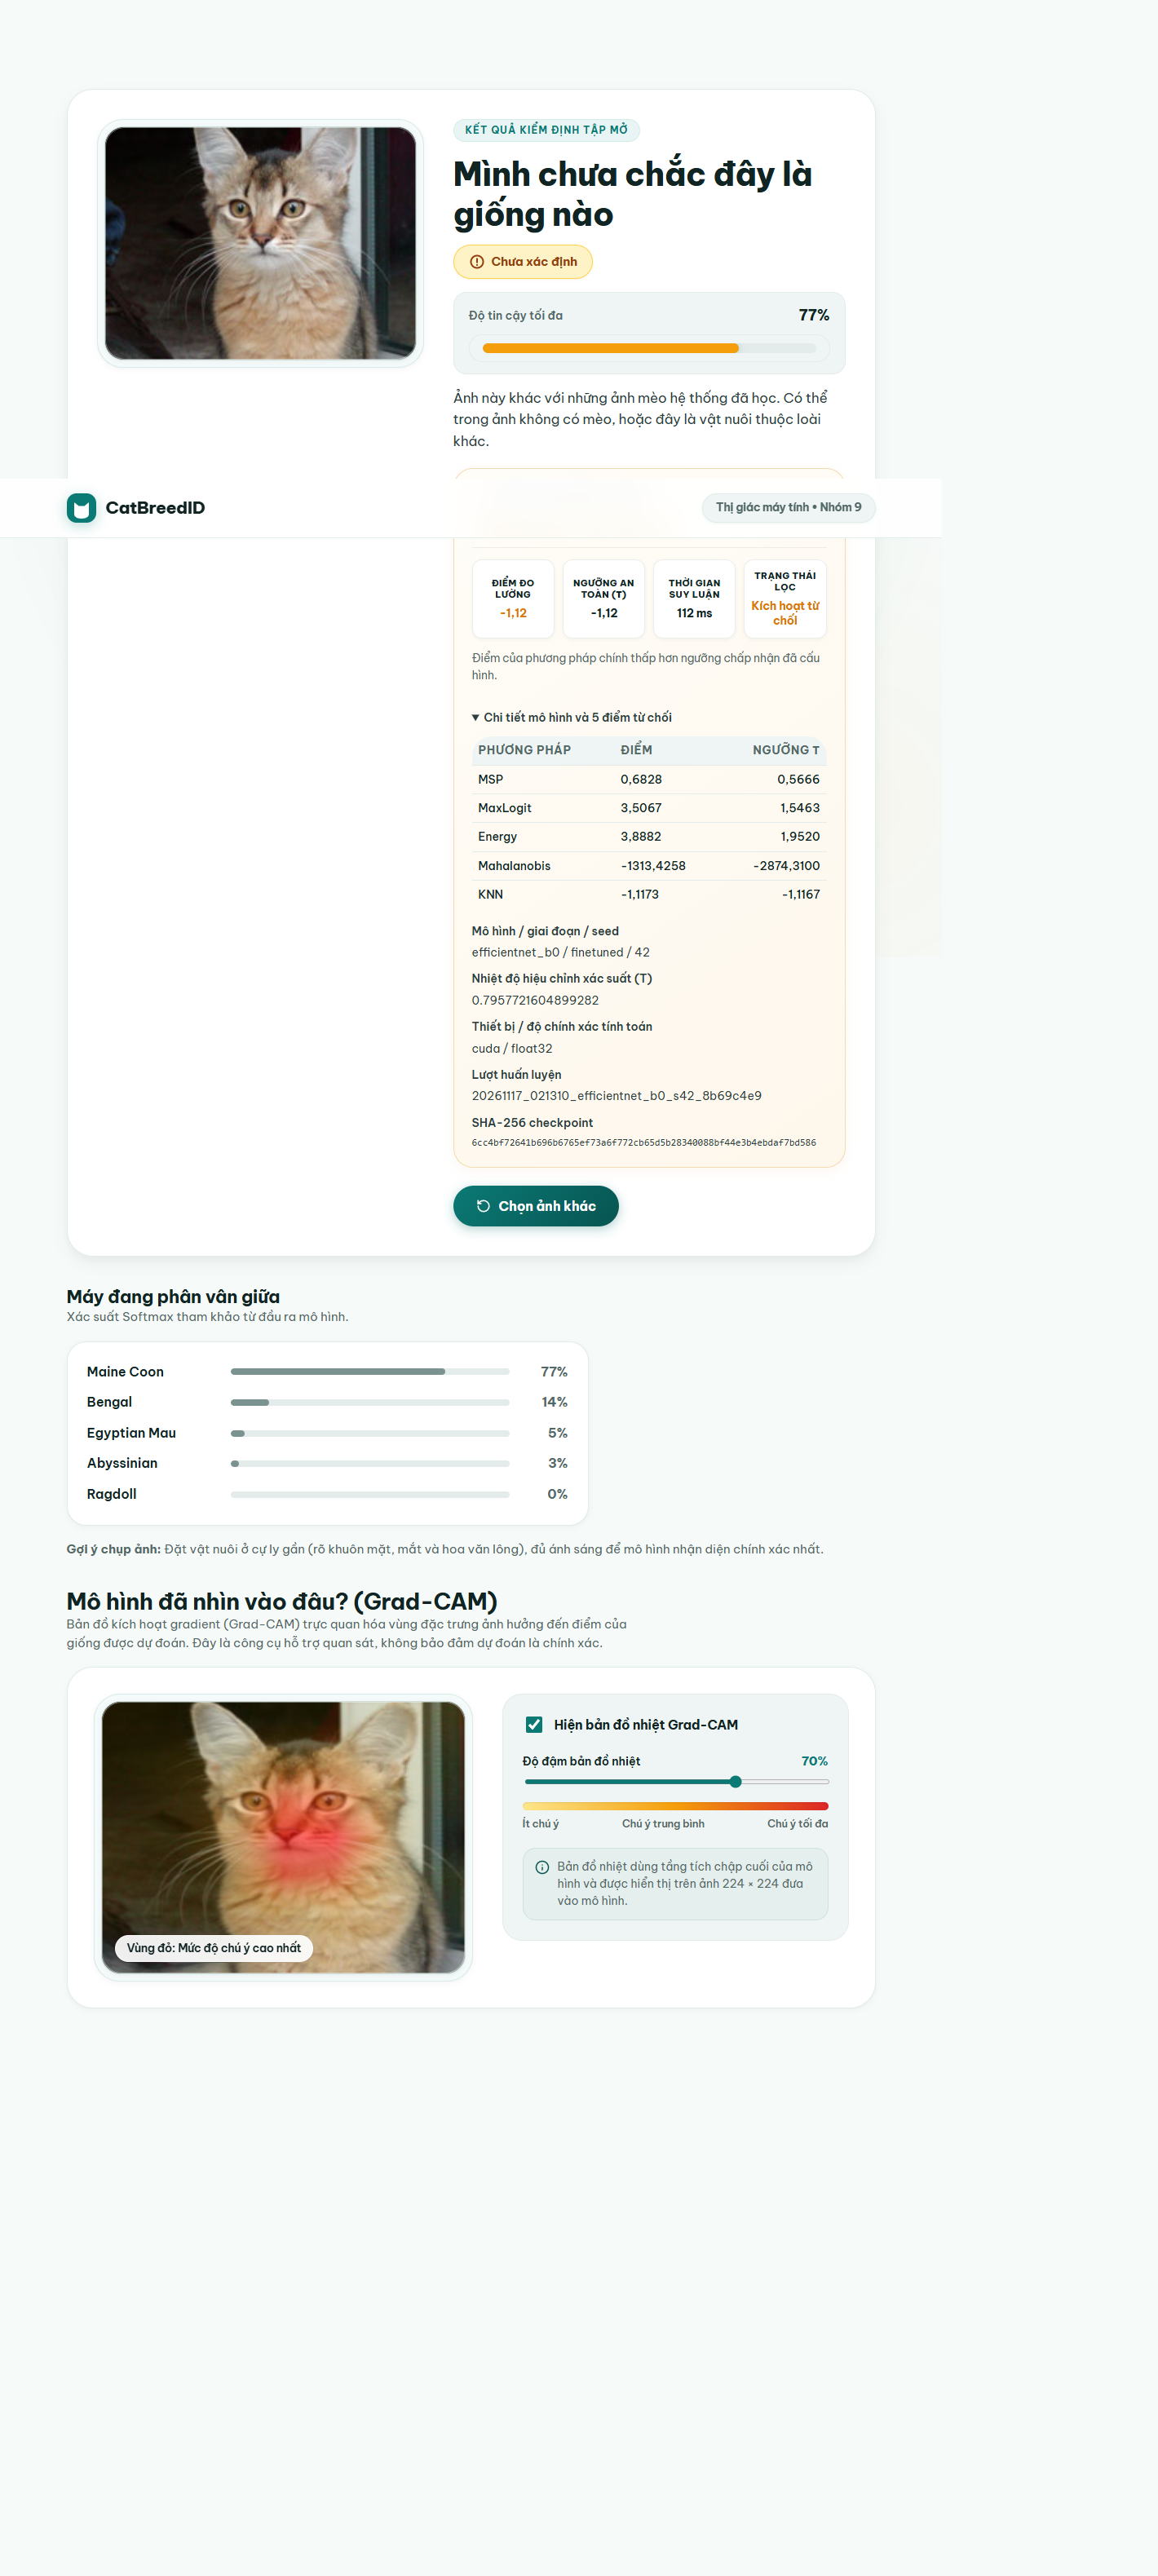 KẾT QUẢ KIỂM ĐỊNH TẬP MỞ
Mình chưa chắc đây là
giống nào
Chưa xác định
Độ tin cậy tối đa 77%
Ảnh này khác với những ảnh mèo hệ thống đã học. Có thể
trong ảnh không có mèo, hoặc đây là vật nuôi thuộc loài
khác.
CatBreedID
Thị giác máy tính • Nhóm 9
ĐIỂM ĐO LƯỜNG
-1,12
NGƯỠNG AN TOÀN (T)
-1,12
THỜI GIAN SUY LUẬN
112 ms
TRẠNG THÁI LỌC
Kích hoạt từ chối
Điểm của phương pháp chính thấp hơn ngưỡng chấp nhận đã cấu
hình.
▼ Chi tiết mô hình và 5 điểm từ chối
PHƯƠNG PHÁP ĐIỂM NGƯỠNG T
MSP 0,6828 0,5666
MaxLogit 3,5067 1,5463
Energy 3,8882 1,9520
Mahalanobis -1313,4258 -2874,3100
KNN -1,1173 -1,1167
Mô hình / giai đoạn / seed
efficientnet_b0 / finetuned / 42
Nhiệt độ hiệu chỉnh xác suất (T)
0.7957721604899282
Thiết bị / độ chính xác tính toán
cuda / float32
Lượt huấn luyện
20261117_021310_efficientnet_b0_s42_8b69c4e9
SHA-256 checkpoint
6cc4bf72641b696b6765ef73a6f772cb65d5b28340088bf44e3b4ebdaf7bd586
Chọn ảnh khác
Máy đang phân vân giữa
Xác suất Softmax tham khảo từ đầu ra mô hình.
Maine Coon 77%
Bengal 14%
Egyptian Mau 5%
Abyssinian 3%
Ragdoll 0%
Gợi ý chụp ảnh: Đặt vật nuôi ở cự ly gần (rõ khuôn mặt, mắt và hoa văn lông), đủ ánh sáng để mô hình nhận diện chính xác nhất.
Mô hình đã nhìn vào đâu? (Grad-CAM)
Bản đồ kích hoạt gradient (Grad-CAM) trực quan hóa vùng đặc trưng ảnh hưởng đến điểm của
giống được dự đoán. Đây là công cụ hỗ trợ quan sát, không bảo đảm dự đoán là chính xác.
Vùng đỏ: Mức độ chú ý cao nhất
Hiện bản đồ nhiệt Grad-CAM
Độ đậm bản đồ nhiệt 70%
Ít chú ý Chú ý trung bình Chú ý tối đa
Bản đồ nhiệt dùng tầng tích chập cuối của mô
hình và được hiển thị trên ảnh 224 × 224 đưa
vào mô hình.